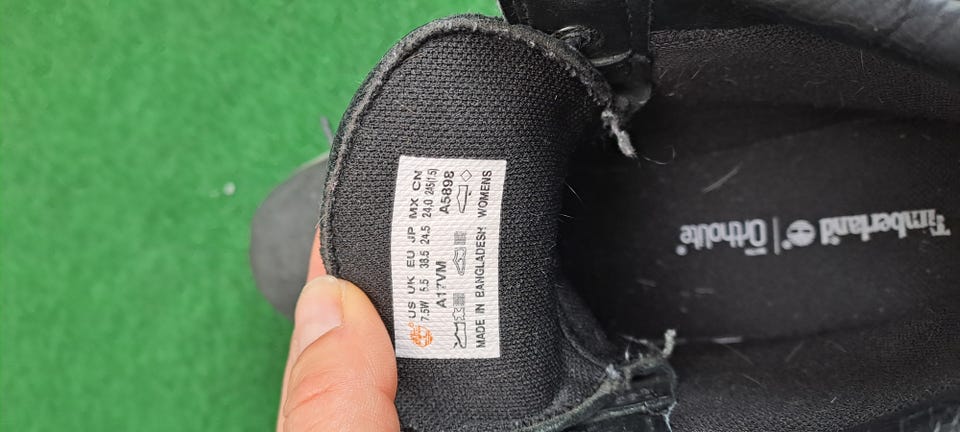 US UK EU JP MX CN
7.5W 5.5 38.5 24.5 24.0 245(1.5)
A17VM A5898
MADE IN BANGLADESH WOMENS
Timberland
Ortholite